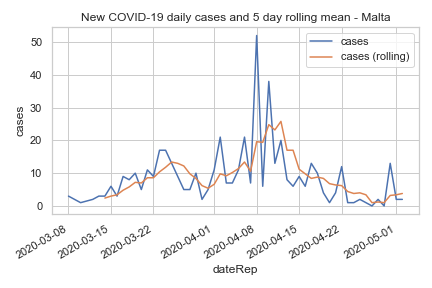 New COVID-19 daily cases and 5 day rolling mean - Malta
cases
cases (rolling)
50
40
30
20
10
0
cases
2020-03-08
2020-03-15
2020-03-22
2020-04-01
2020-04-08
2020-04-15
2020-04-22
2020-05-01
dateRep